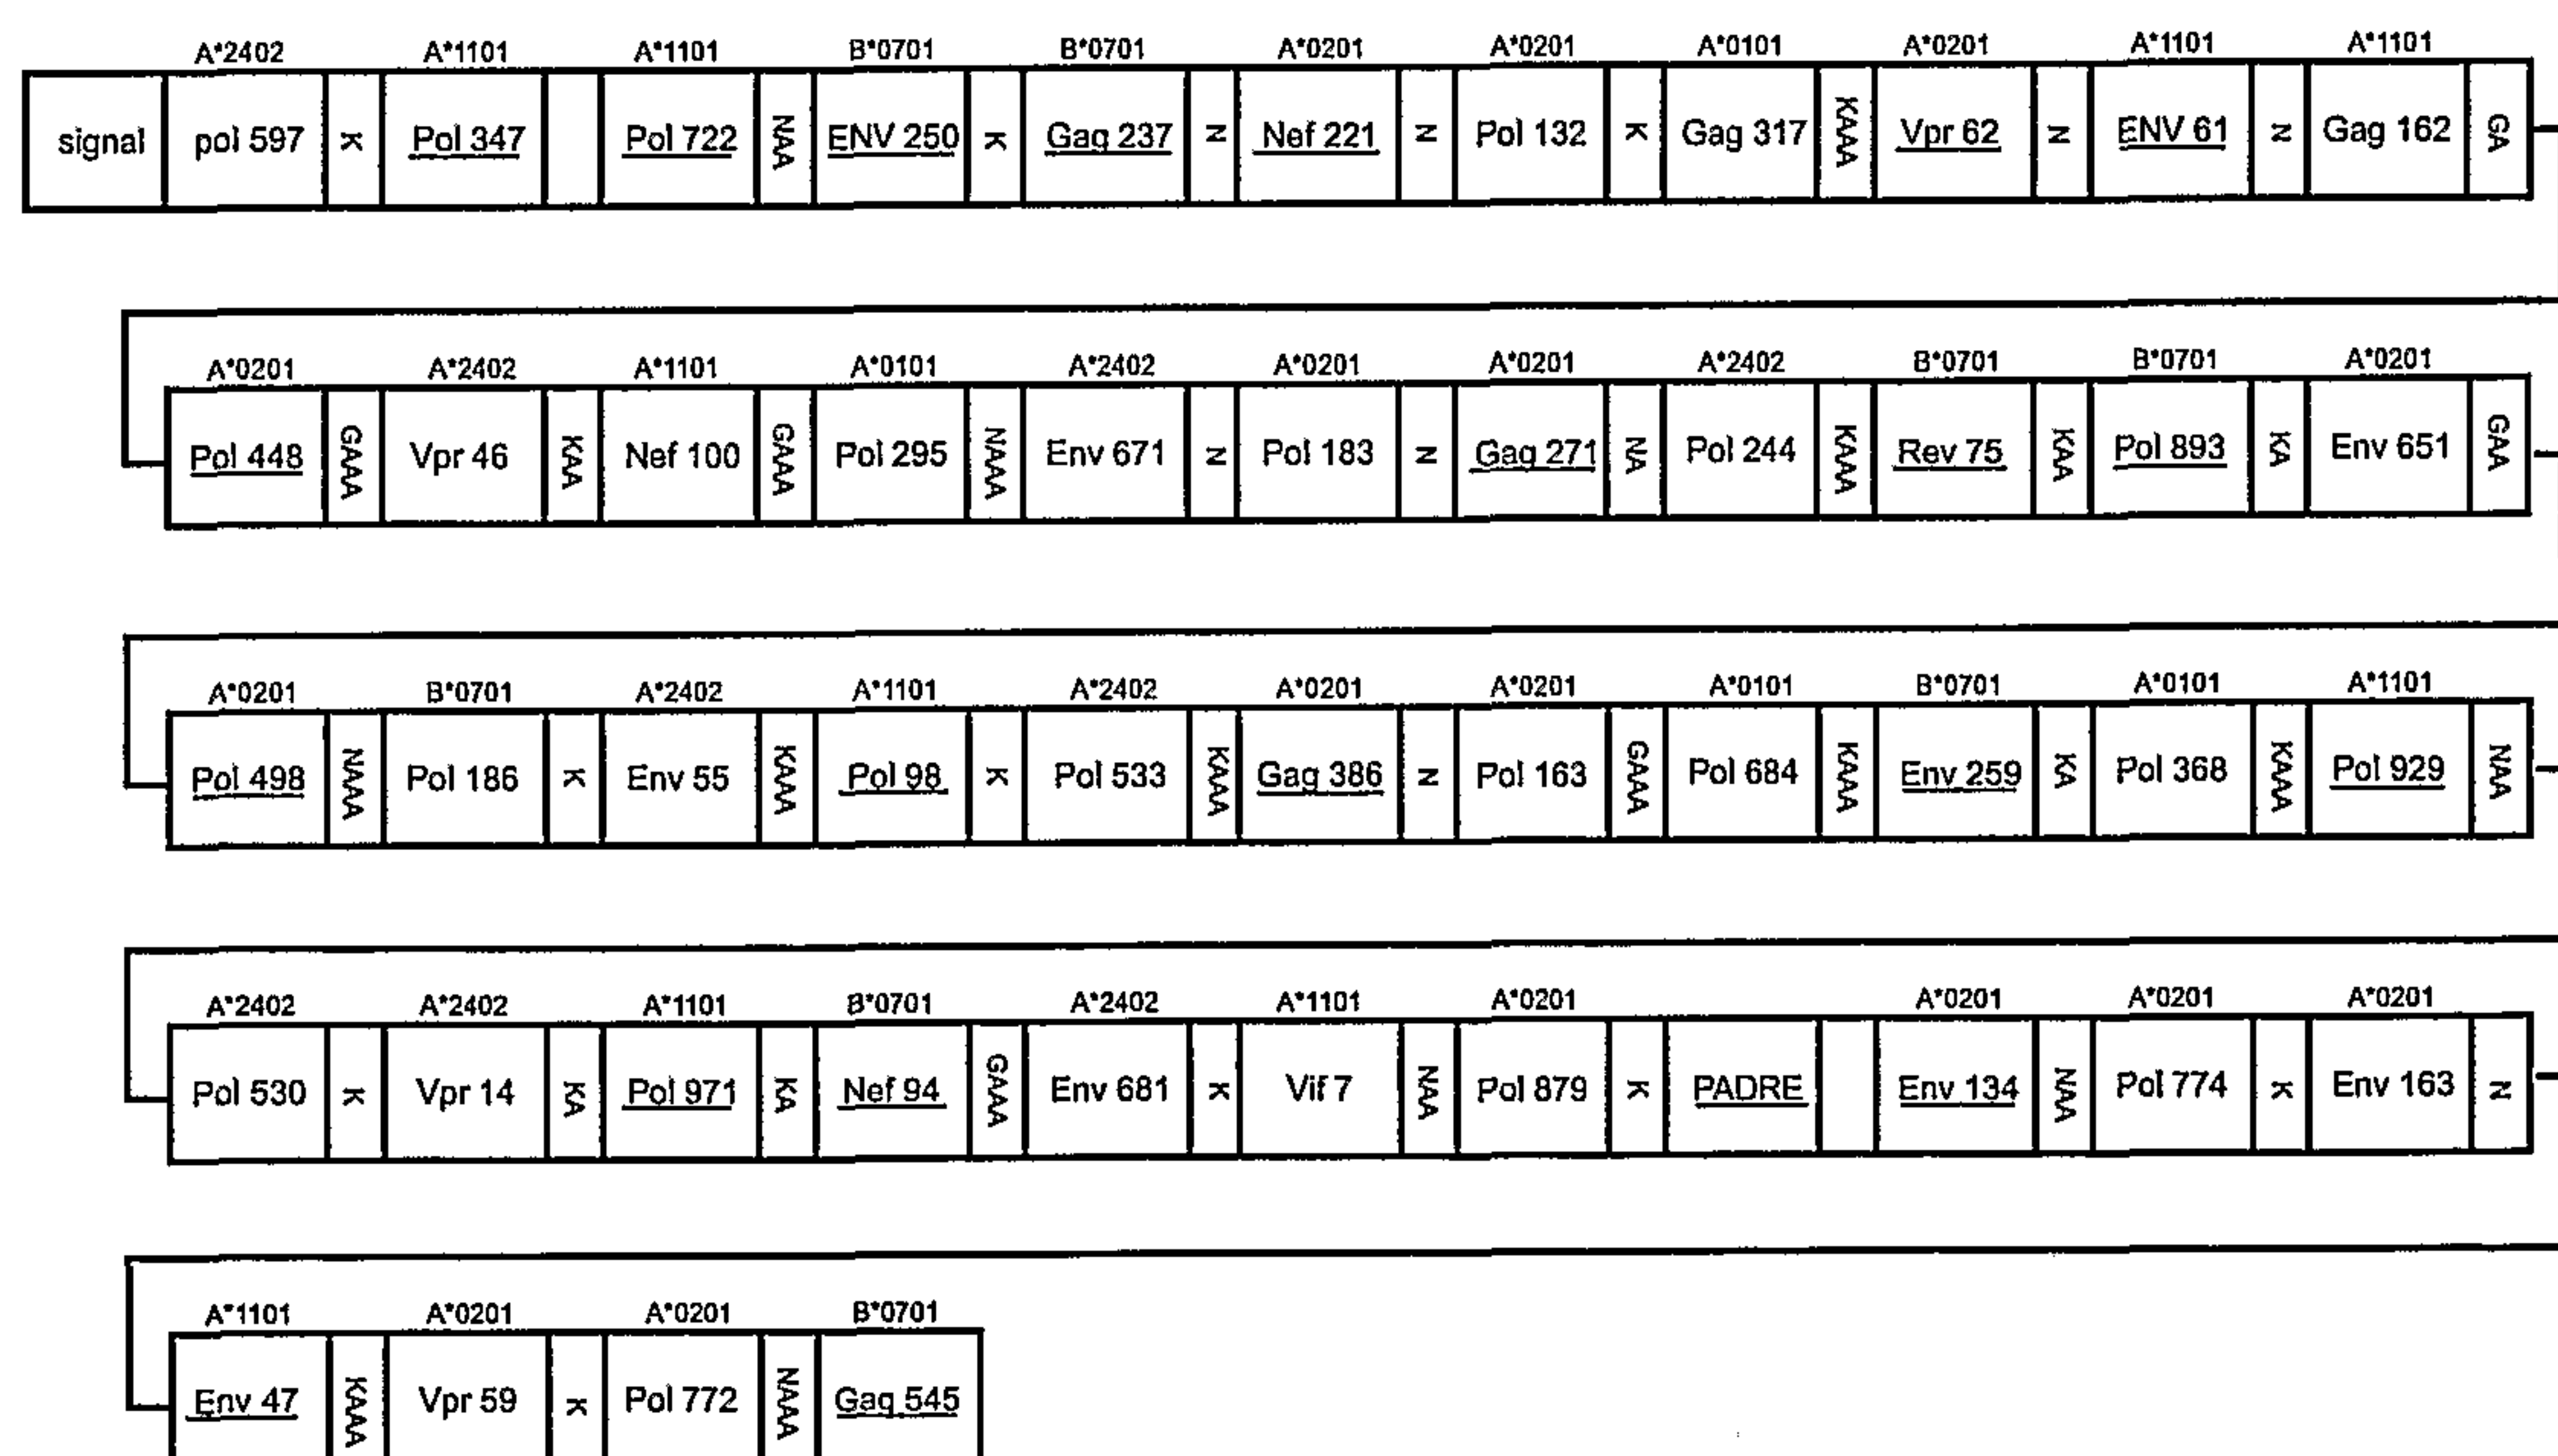 A*2402 A*1101 A*1101 B*0701 B*0701 A*0201 A*0201 A*0101 A*0201 A*1101 A*1101
signal pol 597 K Pol 347 Pol 722 NAA ENV 250 K Gag 237 N Nef 221 N Pol 132 K Gag 317 KAAA Vpr 62 N ENV 61 N Gag 162 GA
A*0201 A*2402 A*1101 A*0101 A*2402 A*0201 A*0201 A*2402 B*0701 B*0701 A*0201
Pol 448 GAAA Vpr 46 KAA Nef 100 GAAA Pol 295 NAAA Env 671 N Pol 183 N Gag 271 NA Pol 244 KAAA Rev 75 KAA Pol 893 KA Env 651 GAA
A*0201 B*0701 A*2402 A*1101 A*2402 A*0201 A*0201 A*0101 B*0701 A*0101 A*1101
Pol 498 NAAA Pol 186 K Env 55 KAAA Pol 98 K Pol 533 KAAA Gag 386 N Pol 163 GAAA Pol 684 KAAA Env 259 KA Pol 368 KAAA Pol 929 NAA
A*2402 A*2402 A*1101 B*0701 A*2402 A*1101 A*0201 A*0201 A*0201 A*0201
Pol 530 K Vpr 14 KA Pol 971 KA Nef 94 GAAA Env 681 K Vif 7 NAA Pol 879 K PADRE Env 134 NAA Pol 774 K Env 163 N
A*1101 A*0201 A*0201 B*0701
Env 47 KAAA Vpr 59 K Pol 772 NAAA Gag 545